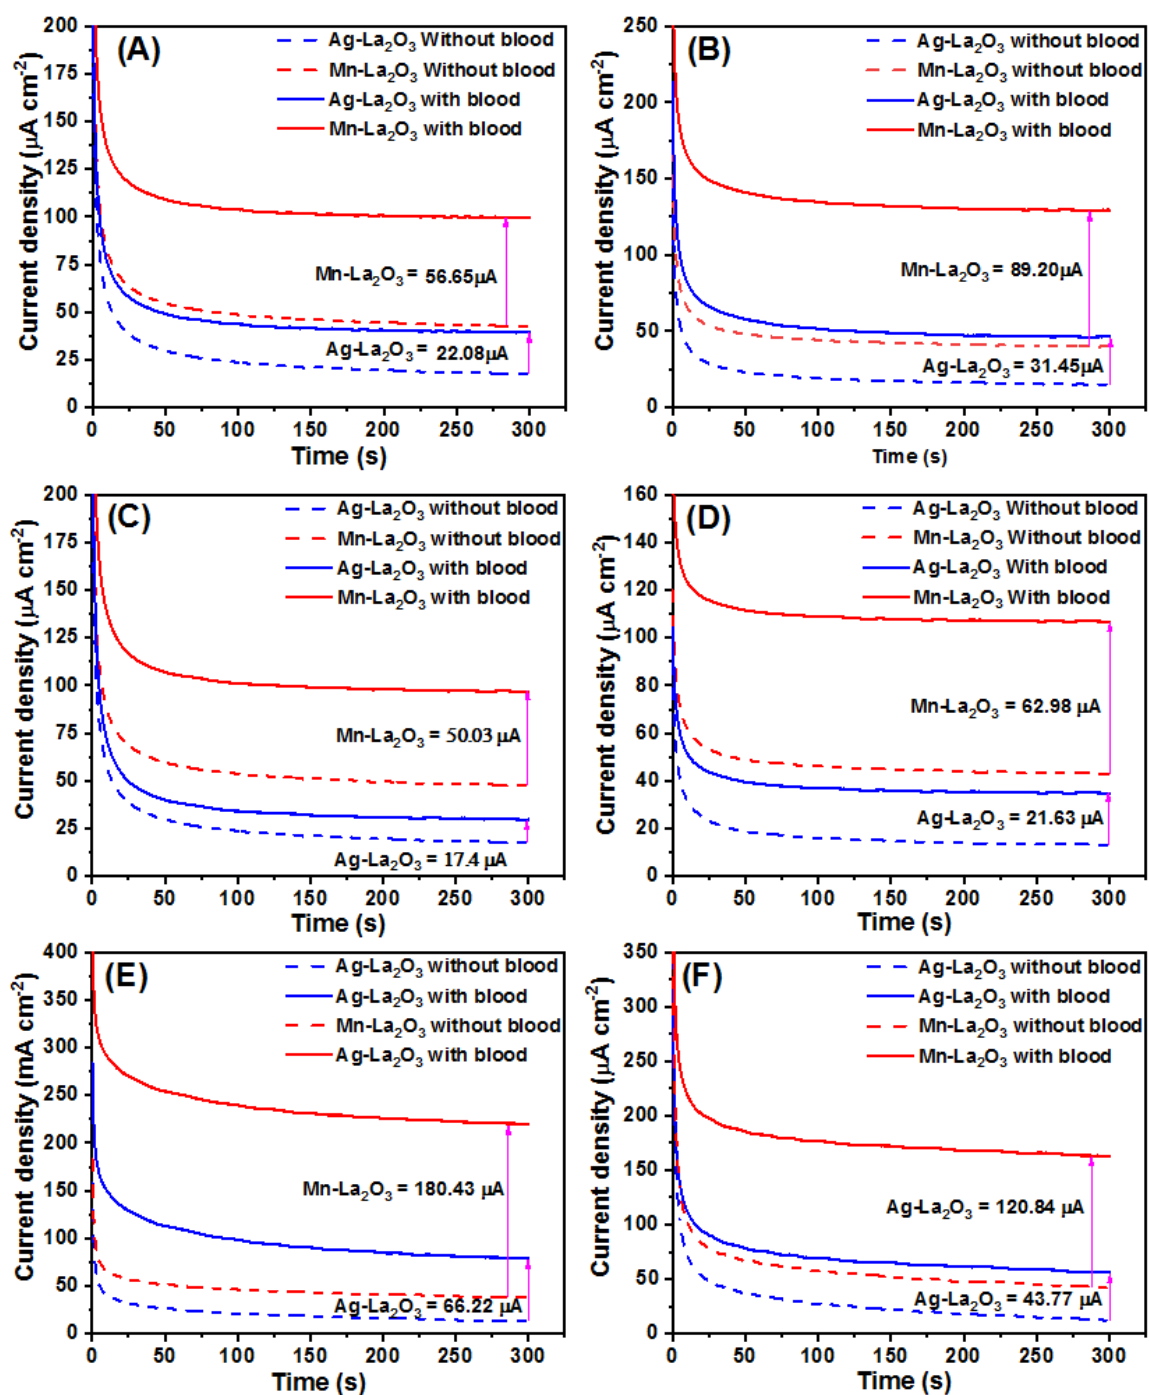 (A)
Ag-La₂O₃ Without blood
Mn-La₂O₃ Without blood
Ag-La₂O₃ with blood
Mn-La₂O₃ with blood
Current density (µA cm⁻²)
200
175
150
125
100
75
50
25
0
Mn-La₂O₃ = 56.65µA
Ag-La₂O₃ = 22.08µA
0 50 100 150 200 250 300
Time (s)
(B)
Ag-La₂O₃ without blood
Mn-La₂O₃ without blood
Ag-La₂O₃ with blood
Mn-La₂O₃ with blood
Current density (µA cm⁻²)
250
200
150
100
50
0
Mn-La₂O₃ = 89.20µA
Ag-La₂O₃ = 31.45µA
0 50 100 150 200 250 300
Time (s)
(C)
Ag-La₂O₃ without blood
Mn-La₂O₃ without blood
Ag-La₂O₃ with blood
Mn-La₂O₃ with blood
Current density (µA cm⁻²)
200
175
150
125
100
75
50
25
0
Mn-La₂O₃ = 50.03 µA
Ag-La₂O₃ = 17.4 µA
0 50 100 150 200 250 300
Time (s)
(D)
Ag-La₂O₃ without blood
Mn-La₂O₃ Without blood
Ag-La₂O₃ with blood
Mn-La₂O₃ With blood
Current density (µA cm⁻²)
160
140
120
100
80
60
40
20
0
Mn-La₂O₃ = 62.98 µA
Ag-La₂O₃ = 21.63 µA
0 50 100 150 200 250 300
Time (s)
(E)
Ag-La₂O₃ without blood
Ag-La₂O₃ with blood
Mn-La₂O₃ without blood
Ag-La₂O₃ with blood
Current density (mA cm⁻²)
400
350
300
250
200
150
100
50
0
Mn-La₂O₃ = 180.43 µA
Ag-La₂O₃ = 66.22 µA
0 50 100 150 200 250 300
Time (s)
(F)
Ag-La₂O₃ without blood
Ag-La₂O₃ with blood
Mn-La₂O₃ without blood
Mn-La₂O₃ with blood
Current density (µA cm⁻²)
350
300
250
200
150
100
50
0
Ag-La₂O₃ = 120.84 µA
Ag-La₂O₃ = 43.77 µA
0 50 100 150 200 250 300
Time (s)